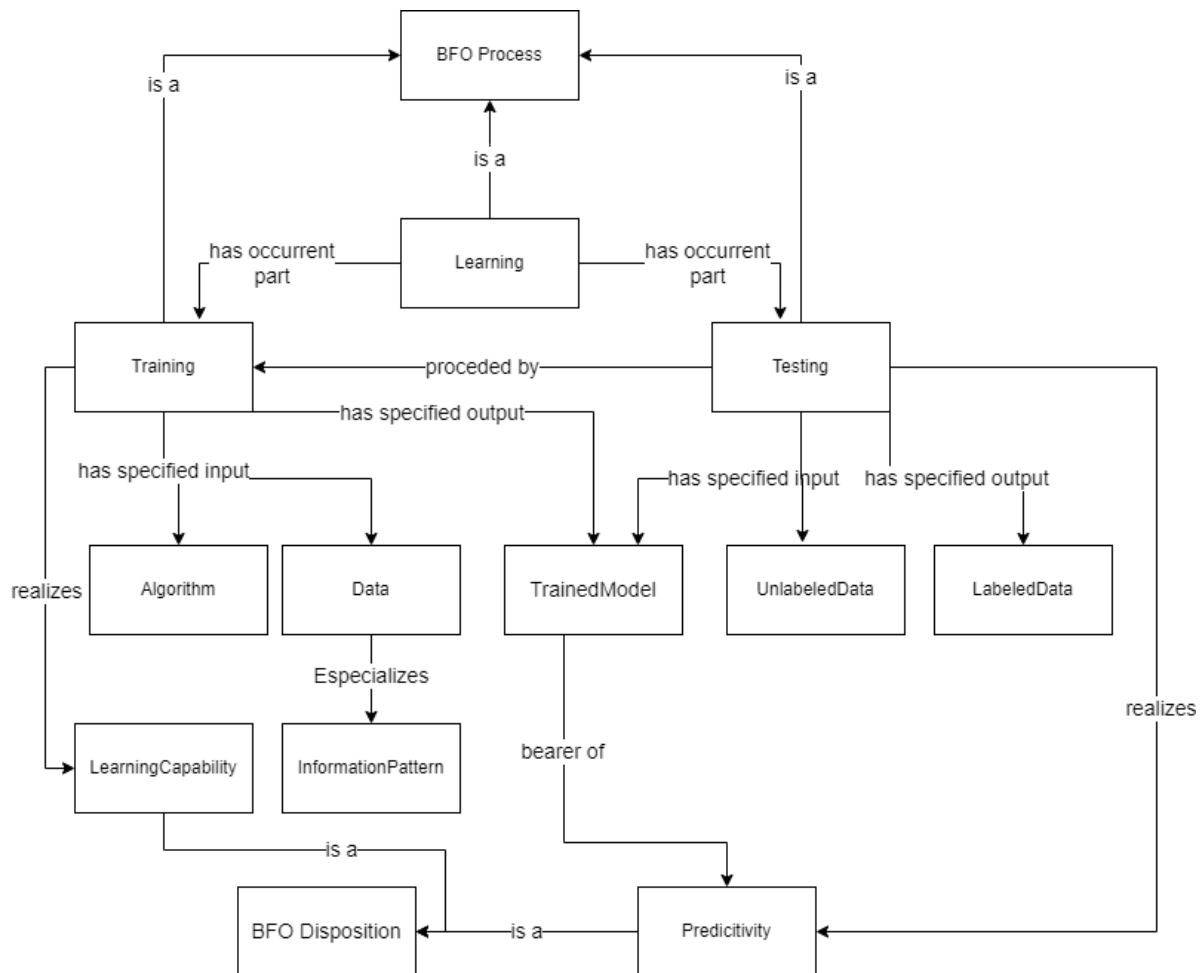 BFO Process
is a
is a
is a
has occurrent
part
Learning
has occurrent
part
Training
proceded by
Testing
has specified output
has specified input
has specified input
has specified output
realizes
Algorithm
Data
TrainedModel
UnlabeledData
LabeledData
Especializes
realizes
LearningCapability
InformationPattern
bearer of
is a
BFO Disposition
is a
Predicitivity